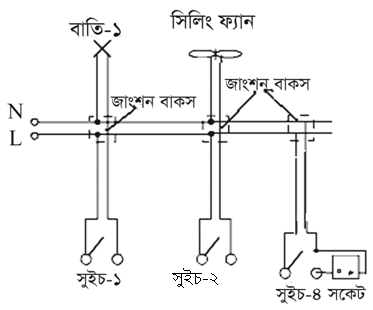 বাতি-১
সিলিং ফ্যান
জাংশন বাকস
জাংশন বাকস
N
L
সুইচ-১
সুইচ-২
সুইচ-৪ সকেট